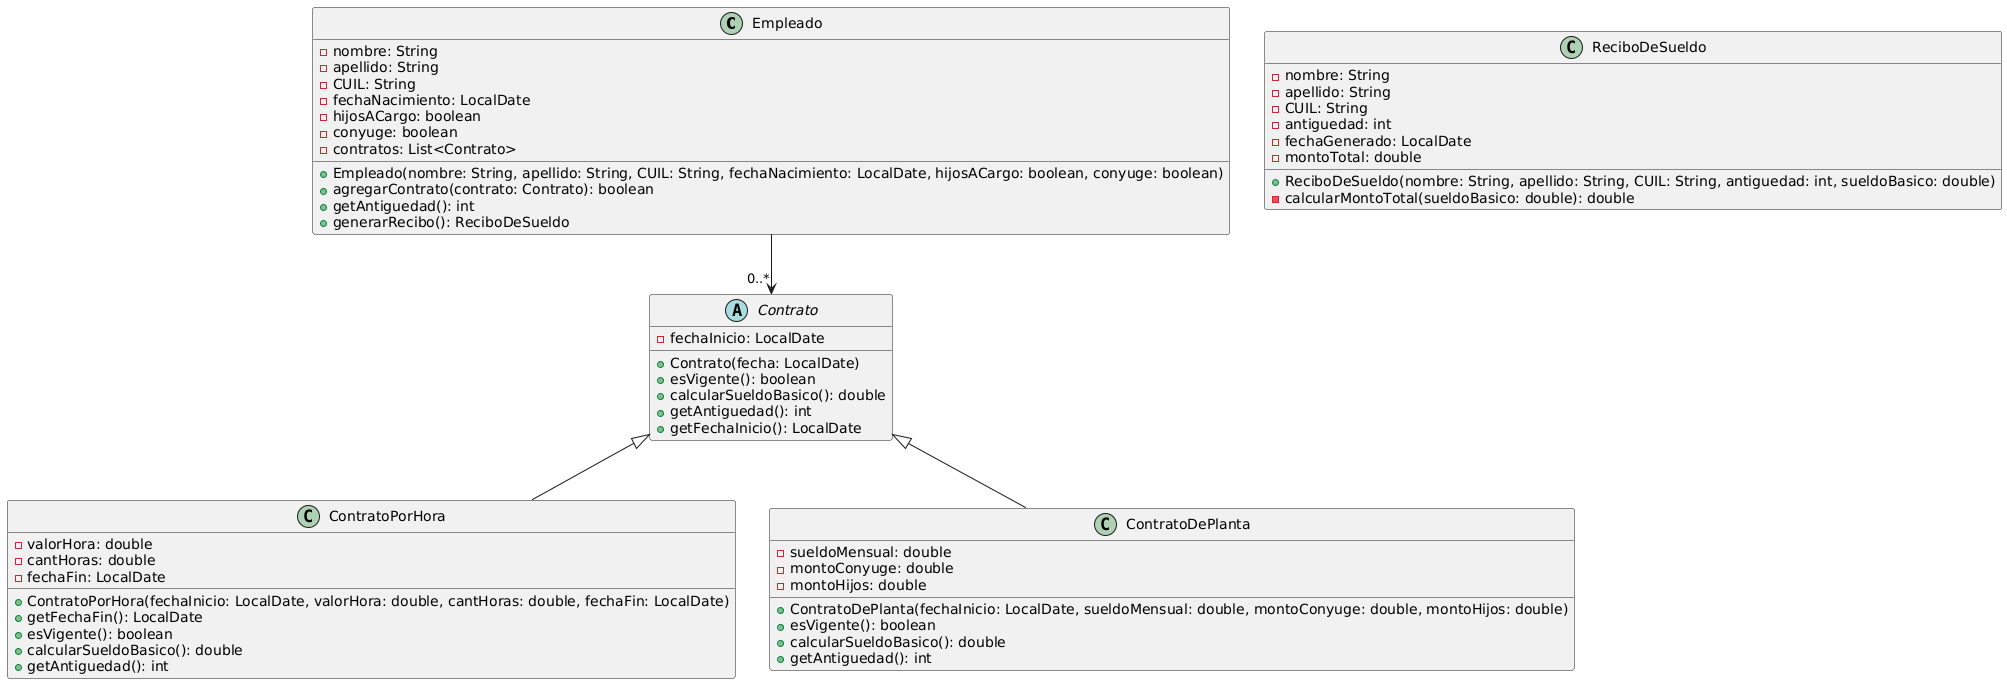 C Empleado
nombre: String
apellido: String
CUIL: String
fechaNacimiento: LocalDate
hijosACargo: boolean
conyuge: boolean
contratos: List<Contrato>
Empleado(nombre: String, apellido: String, CUIL: String, fechaNacimiento: LocalDate, hijosACargo: boolean, conyuge: boolean)
agregarContrato(contrato: Contrato): boolean
getAntiguedad(): int
generarRecibo(): ReciboDeSueldo
C ReciboDeSueldo
nombre: String
apellido: String
CUIL: String
antiguedad: int
fechaGenerado: LocalDate
montoTotal: double
ReciboDeSueldo(nombre: String, apellido: String, CUIL: String, antiguedad: int, sueldoBasico: double)
calcularMontoTotal(sueldoBasico: double): double
0..*
A Contrato
fechaInicio: LocalDate
Contrato(fecha: LocalDate)
esVigente(): boolean
calcularSueldoBasico(): double
getAntiguedad(): int
getFechaInicio(): LocalDate
C ContratoPorHora
valorHora: double
cantHoras: double
fechaFin: LocalDate
ContratoPorHora(fechaInicio: LocalDate, valorHora: double, cantHoras: double, fechaFin: LocalDate)
getFechaFin(): LocalDate
esVigente(): boolean
calcularSueldoBasico(): double
getAntiguedad(): int
C ContratoDePlanta
sueldoMensual: double
montoConyuge: double
montoHijos: double
ContratoDePlanta(fechaInicio: LocalDate, sueldoMensual: double, montoConyuge: double, montoHijos: double)
esVigente(): boolean
calcularSueldoBasico(): double
getAntiguedad(): int